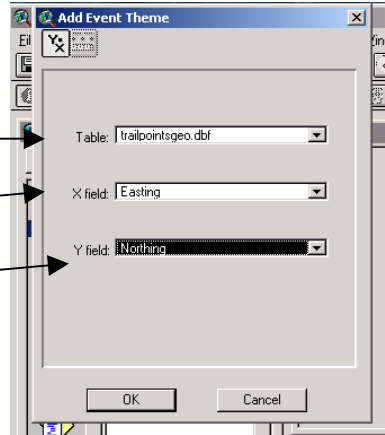 Add Event Theme
Table: trailpointsgeo.dbf
X field: Easting
Y field: Northing
OK Cancel